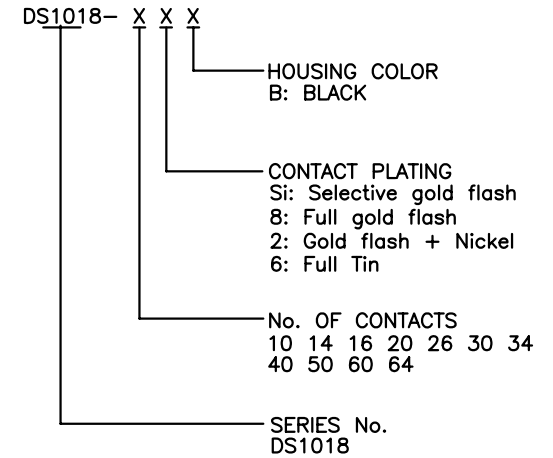 DS1018- X X X
HOUSING COLOR
B: BLACK
CONTACT PLATING
Si: Selective gold flash
8: Full gold flash
2: Gold flash + Nickel
6: Full Tin
No. OF CONTACTS
10 14 16 20 26 30 34
40 50 60 64
SERIES No.
DS1018